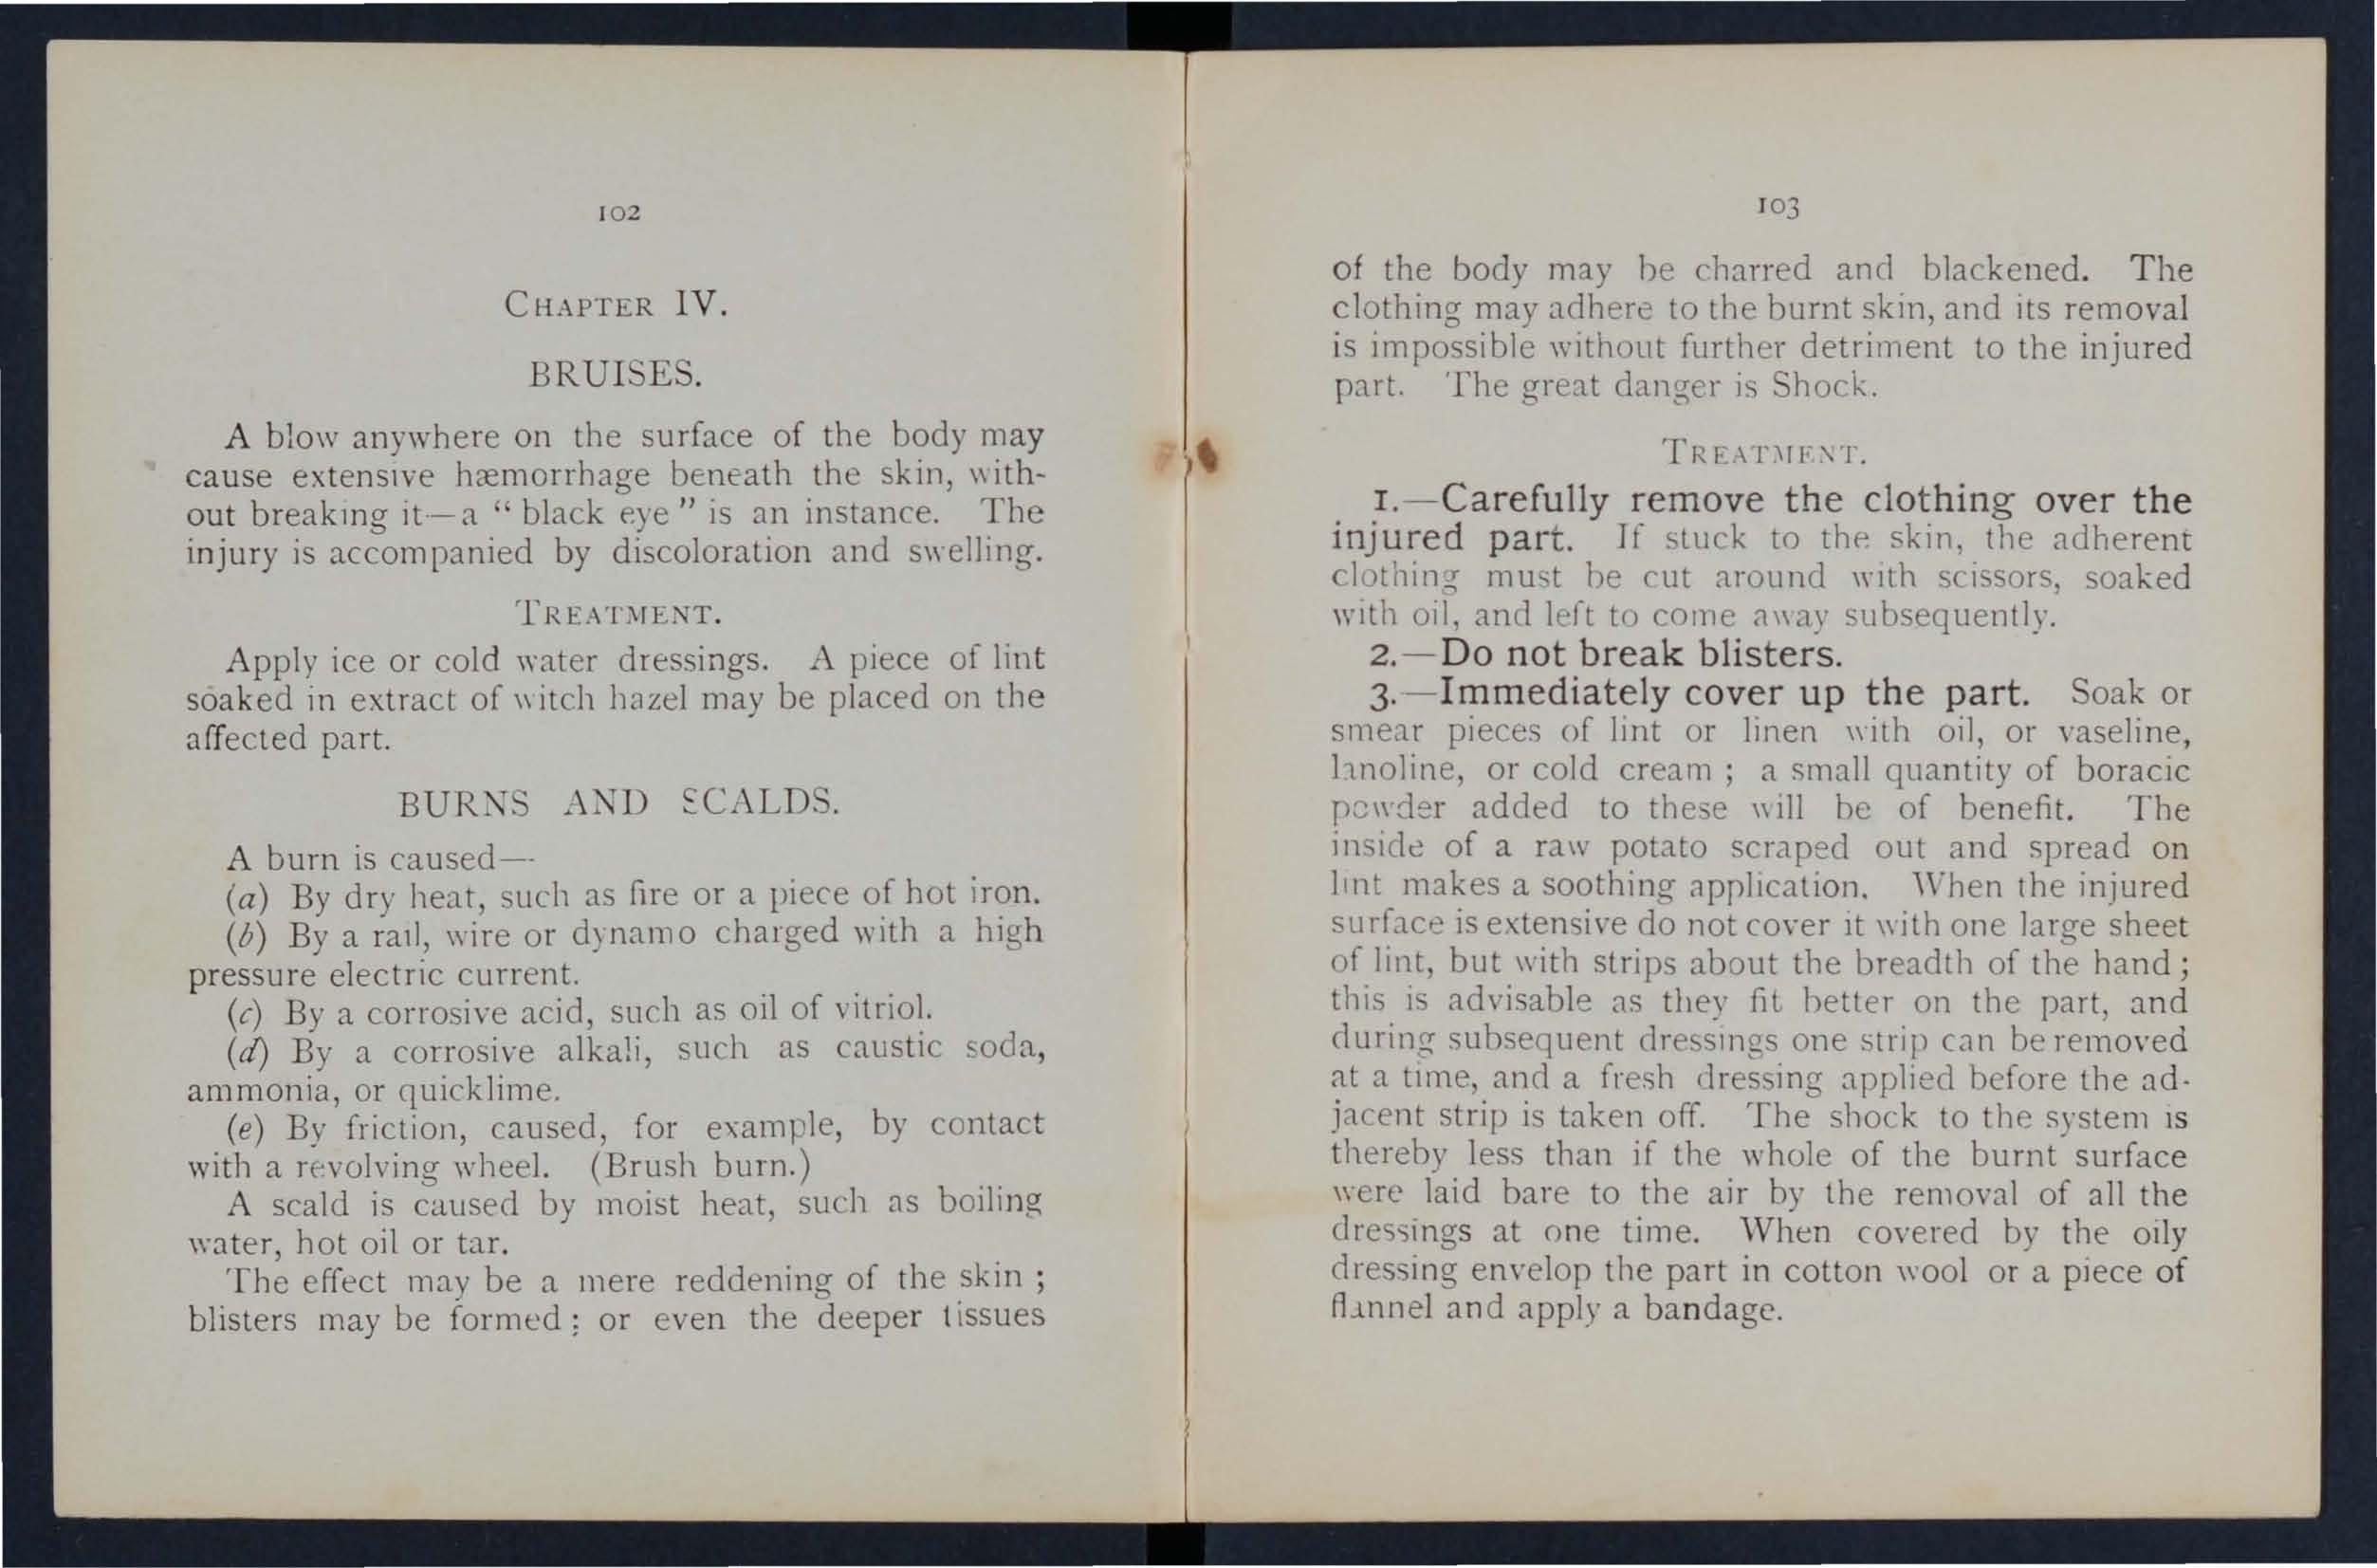 102
CHAPTER IV.
BRUISES.
A blow anywhere on the surface of the body may
cause extensive hæmorrhage beneath the skin, with-
out breaking it—a “ black eye ” is an instance. The
injury is accompanied by discoloration and swelling.
TREATMENT.
Apply ice or cold water dressings. A piece of lint
soaked in extract of witch hazel may be placed on the
affected part.
BURNS AND SCALDS.
A burn is caused—
(a) By dry heat, such as fire or a piece of hot iron.
(b) By a rail, wire or dynamo charged with a high
pressure electric current.
(c) By a corrosive acid, such as oil of vitriol.
(d) By a corrosive alkali, such as caustic soda,
ammonia, or quicklime.
(e) By friction, caused, for example, by contact
with a revolving wheel. (Brush burn.)
A scald is caused by moist heat, such as boiling
water, hot oil or tar.
The effect may be a mere reddening of the skin ;
blisters may be formed ; or even the deeper tissues
103
of the body may be charred and blackened. The
clothing may adhere to the burnt skin, and its removal
is impossible without further detriment to the injured
part. The great danger is Shock.
TREATMENT.
1.—Carefully remove the clothing over the
injured part. If stuck to the skin, the adherent
clothing must be cut around with scissors, soaked
with oil, and left to come away subsequently.
2.—Do not break blisters.
3.—Immediately cover up the part. Soak or
smear pieces of lint or linen with oil, or vaseline,
lanoline, or cold cream ; a small quantity of boracic
powder added to these will be of benefit. The
inside of a raw potato scraped out and spread on
lint makes a soothing application. When the injured
surface is extensive do not cover it with one large sheet
of lint, but with strips about the breadth of the hand ;
this is advisable as they fit better on the part, and
during subsequent dressings one strip can be removed
at a time, and a fresh dressing applied before the ad-
jacent strip is taken off. The shock to the system is
thereby less than if the whole of the burnt surface
were laid bare to the air by the removal of all the
dressings at one time. When covered by the oily
dressing envelop the part in cotton wool or a piece of
flannel and apply a bandage.